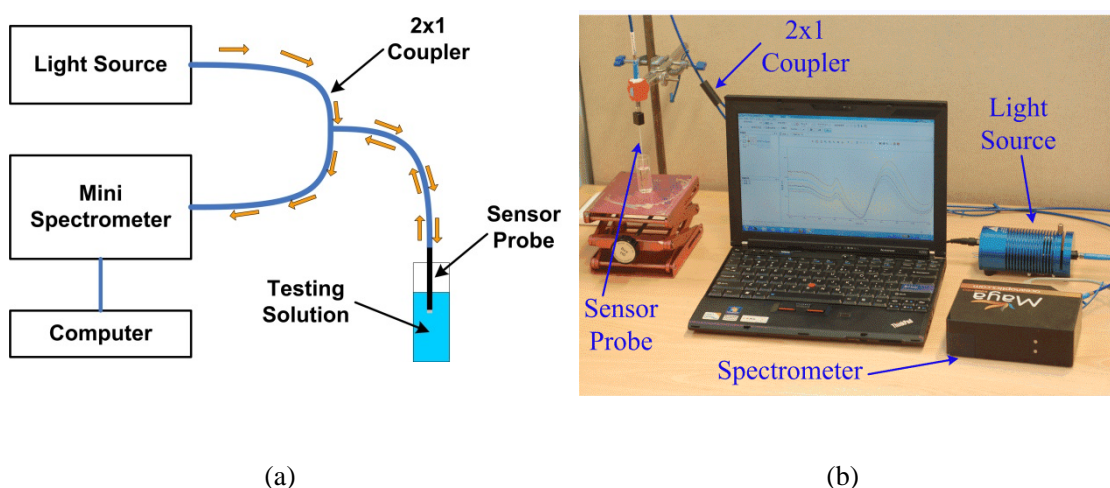 Light Source
2x1
Coupler
Mini
Spectrometer
Sensor
Probe
Testing
Solution
Computer
(a)
2x1
Coupler
Light
Source
Sensor
Probe
Maya
ThinkPad
Spectrometer
(b)